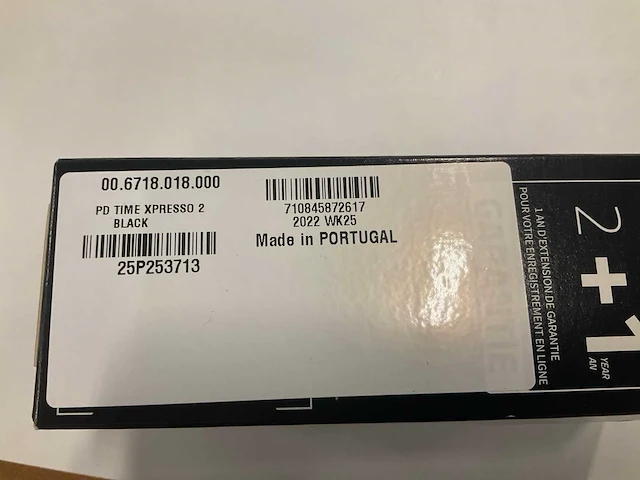 00.6718.018.000
PD TIME XPRESSO 2
BLACK
25P253713
710845872617
2022 WK25
Made in PORTUGAL
2
+1
YEAR
AN
1 AN D'EXTENSION DE GARANTIE
POUR VOTRE ENREGISTREMENT EN LIGNE